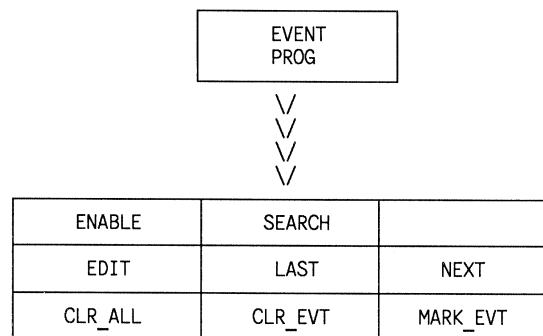 EVENT
PROG
\/
\/
\/
\/
ENABLE SEARCH
EDIT LAST NEXT
CLR_ALL CLR_EVT MARK_EVT